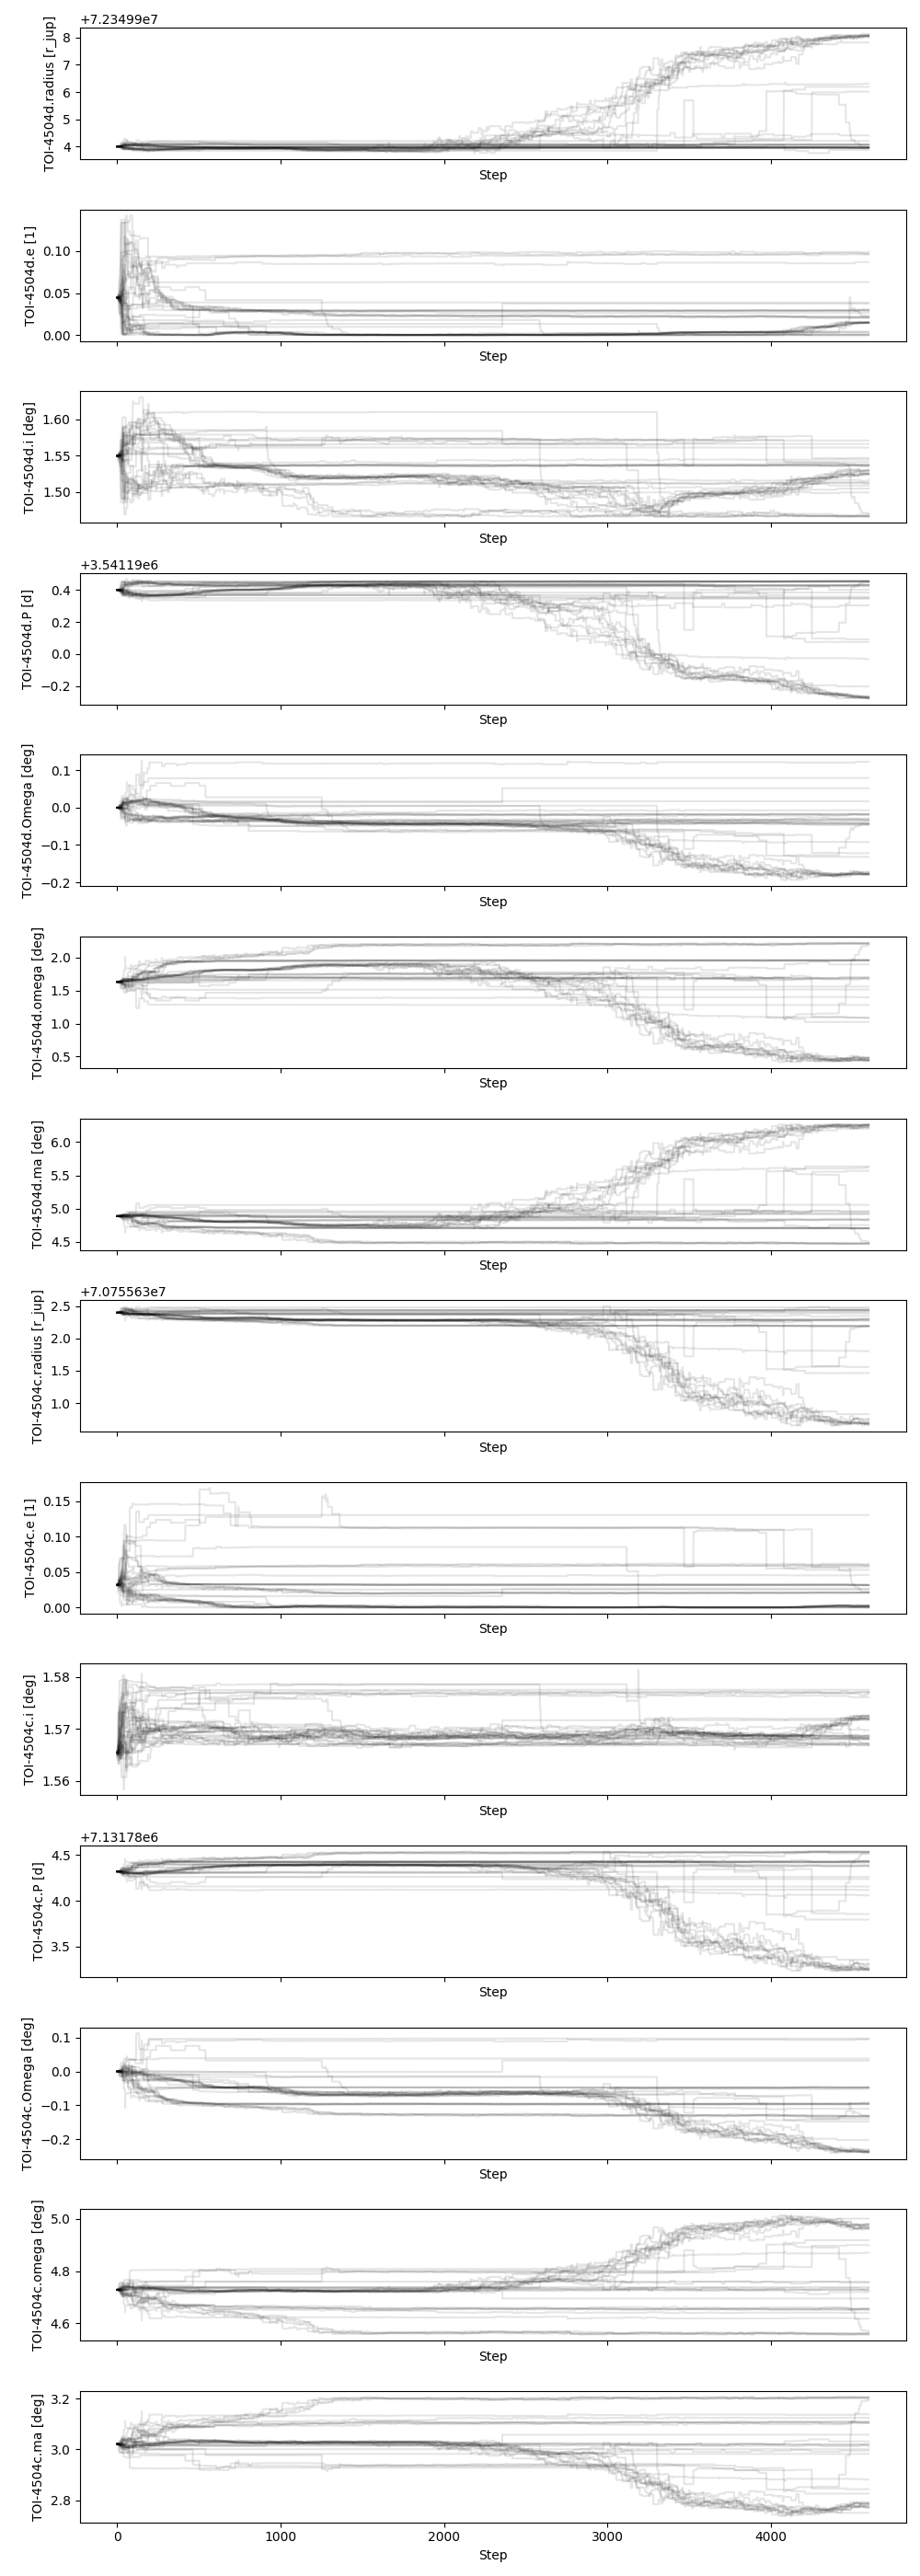 +7.23499e7
TOI-4504d.radius [r_jup]
8
7
6
5
4
Step
TOI-4504d.e [1]
0.10
0.05
0.00
Step
TOI-4504d.i [deg]
1.60
1.55
1.50
Step
+3.54119e6
TOI-4504d.P [d]
0.4
0.2
0.0
−0.2
Step
TOI-4504d.Omega [deg]
0.1
0.0
−0.1
−0.2
Step
TOI-4504d.omega [deg]
2.0
1.5
1.0
0.5
Step
TOI-4504d.ma [deg]
6.0
5.5
5.0
4.5
Step
+7.075563e7
TOI-4504c.radius [r_jup]
2.5
2.0
1.5
1.0
Step
TOI-4504c.e [1]
0.15
0.10
0.05
0.00
Step
TOI-4504c.i [deg]
1.58
1.57
1.56
Step
+7.13178e6
TOI-4504c.P [d]
4.5
4.0
3.5
Step
TOI-4504c.Omega [deg]
0.1
0.0
−0.1
−0.2
Step
TOI-4504c.omega [deg]
5.0
4.8
4.6
Step
TOI-4504c.ma [deg]
3.2
3.0
2.8
0 1000 2000 3000 4000
Step